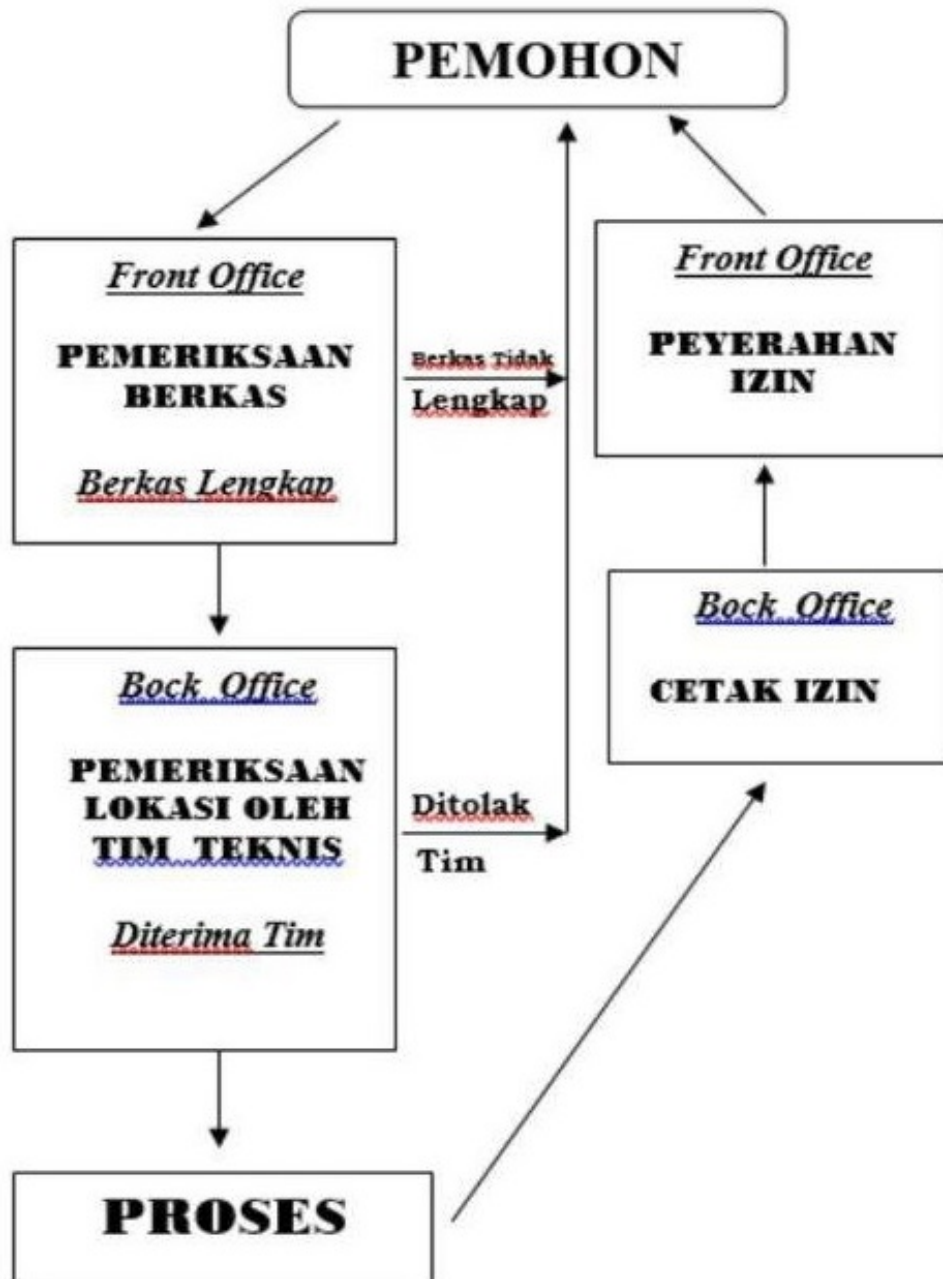 PEMOHON
Front Office
PEMERIKSAAN
BERKAS
Berkas Lengkap
Berkas Tidak
Lengkap
Bock Office
PEMERIKSAAN
LOKASI OLEH
TIM TEKNIS
Diterima Tim
Ditolak
Tim
PROSES
Bock Office
CETAK IZIN
Front Office
PEYERAHAN
IZIN